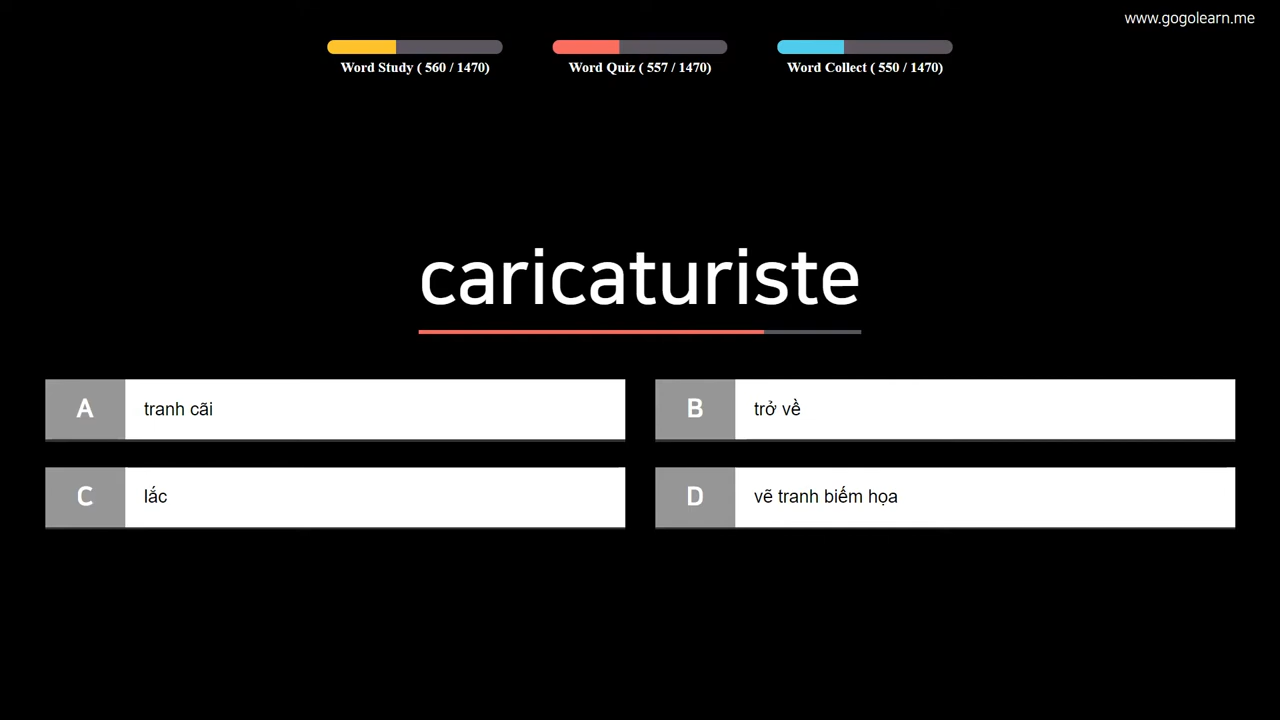 www.gogolearn.me
Word Study ( 560 / 1470)
Word Quiz ( 557 / 1470)
Word Collect ( 550 / 1470)
caricaturiste
A tranh cãi
B trở về
C lắc
D vẽ tranh biếm họa